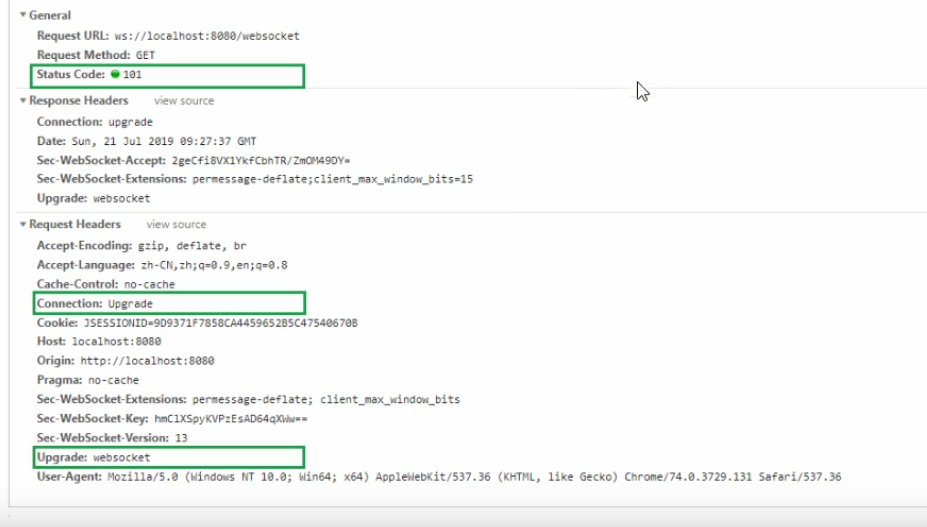 General
Request URL: ws://localhost:8080/websocket
Request Method: GET
Status Code: 101
Response Headers view source
Connection: upgrade
Date: Sun, 21 Jul 2019 09:27:37 GMT
Sec-WebSocket-Accept: 2geCfi8VX1YkfCbhTR/ZmOM49DY=
Sec-WebSocket-Extensions: permessage-deflate;client_max_window_bits=15
Upgrade: websocket
Request Headers view source
Accept-Encoding: gzip, deflate, br
Accept-Language: zh-CN,zh;q=0.9,en;q=0.8
Cache-Control: no-cache
Connection: Upgrade
Cookie: JSESSIONID=9D9371F7858CA4459652B5C47540670B
Host: localhost:8080
Origin: http://localhost:8080
Pragma: no-cache
Sec-WebSocket-Extensions: permessage-deflate; client_max_window_bits
Sec-WebSocket-Key: hmClXSpyKVPzEsAD64qXWw==
Sec-WebSocket-Version: 13
Upgrade: websocket
User-Agent: Mozilla/5.0 (Windows NT 10.0; Win64; x64) AppleWebKit/537.36 (KHTML, like Gecko) Chrome/74.0.3729.131 Safari/537.36